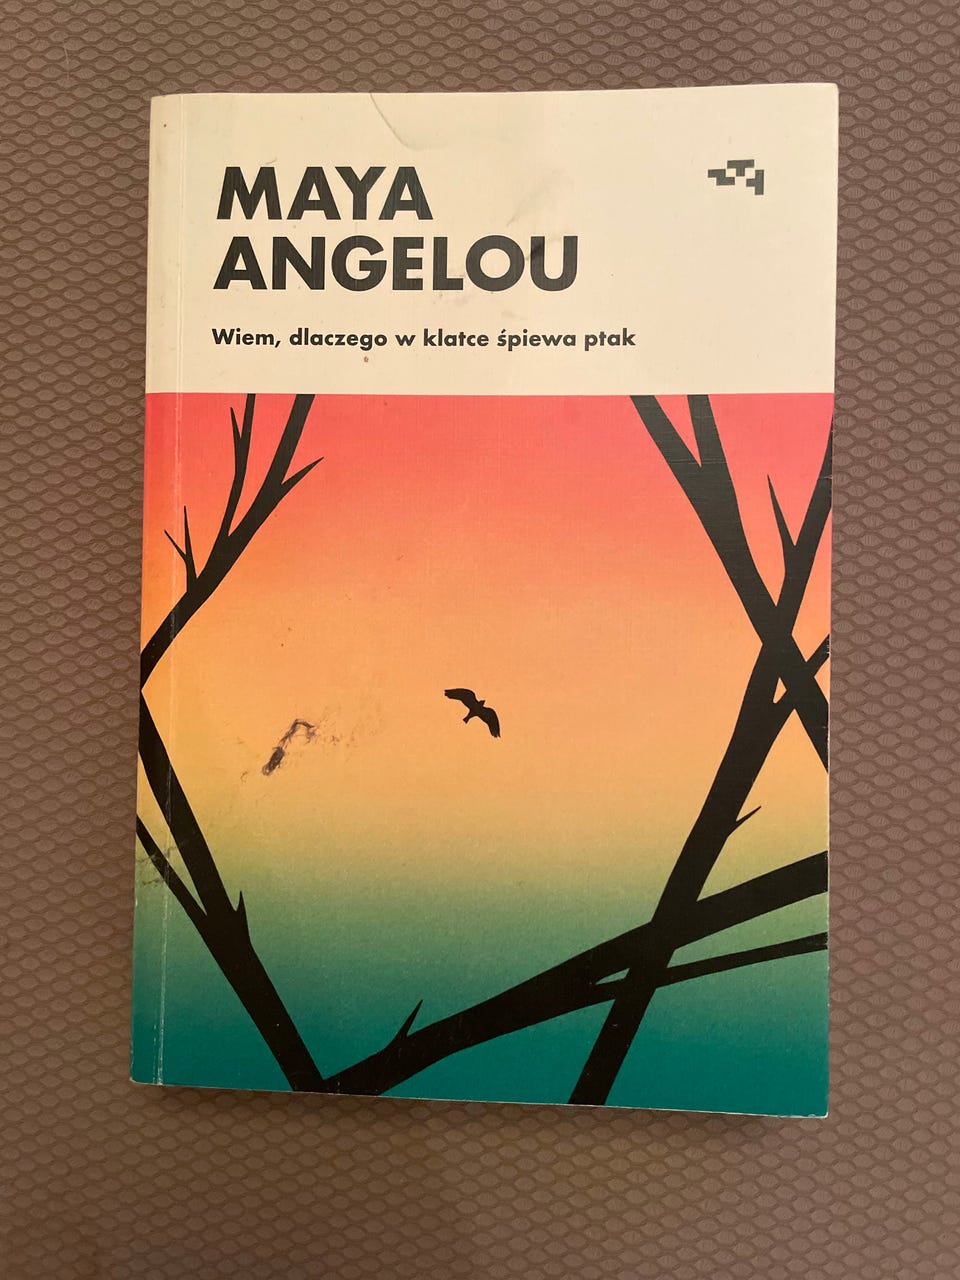 MAYA
ANGELOU
Wiem, dlaczego w klatce śpiewa ptak